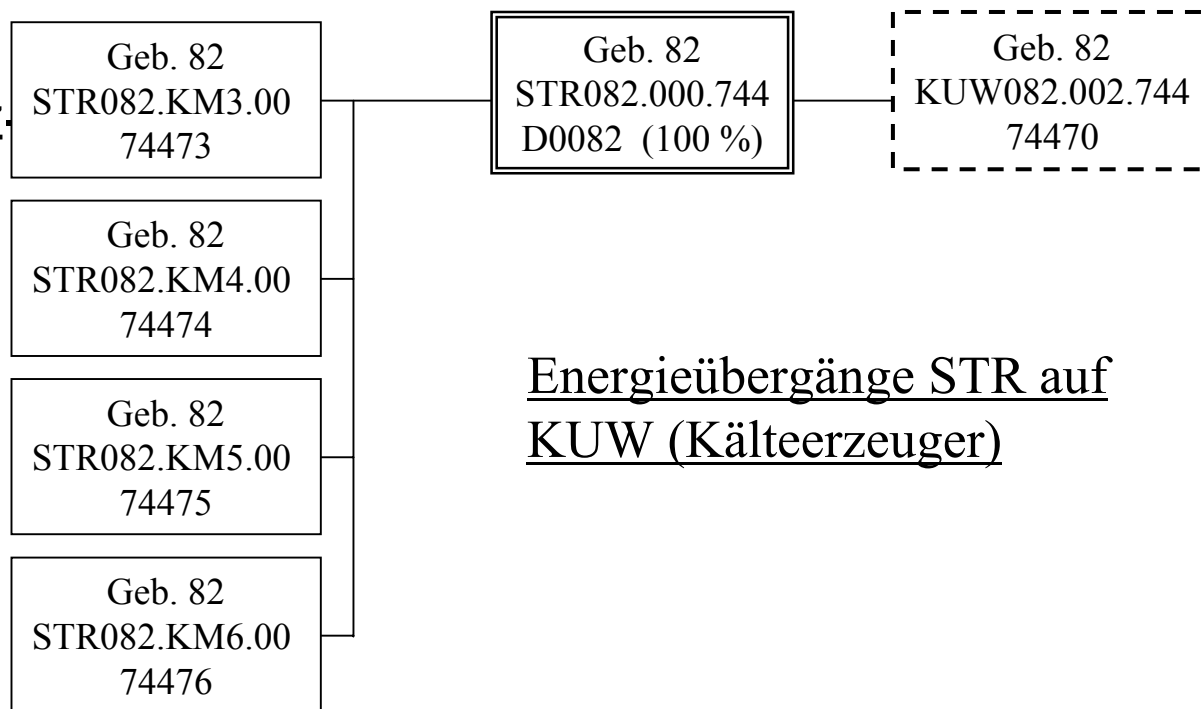 Geb. 82
STR082.KM3.00
74473
Geb. 82
STR082.000.744
D0082 (100 %)
Geb. 82
KUW082.002.744
74470
Geb. 82
STR082.KM4.00
74474
Geb. 82
STR082.KM5.00
74475
Geb. 82
STR082.KM6.00
74476
Energieübergänge STR auf
KUW (Kälteerzeuger)